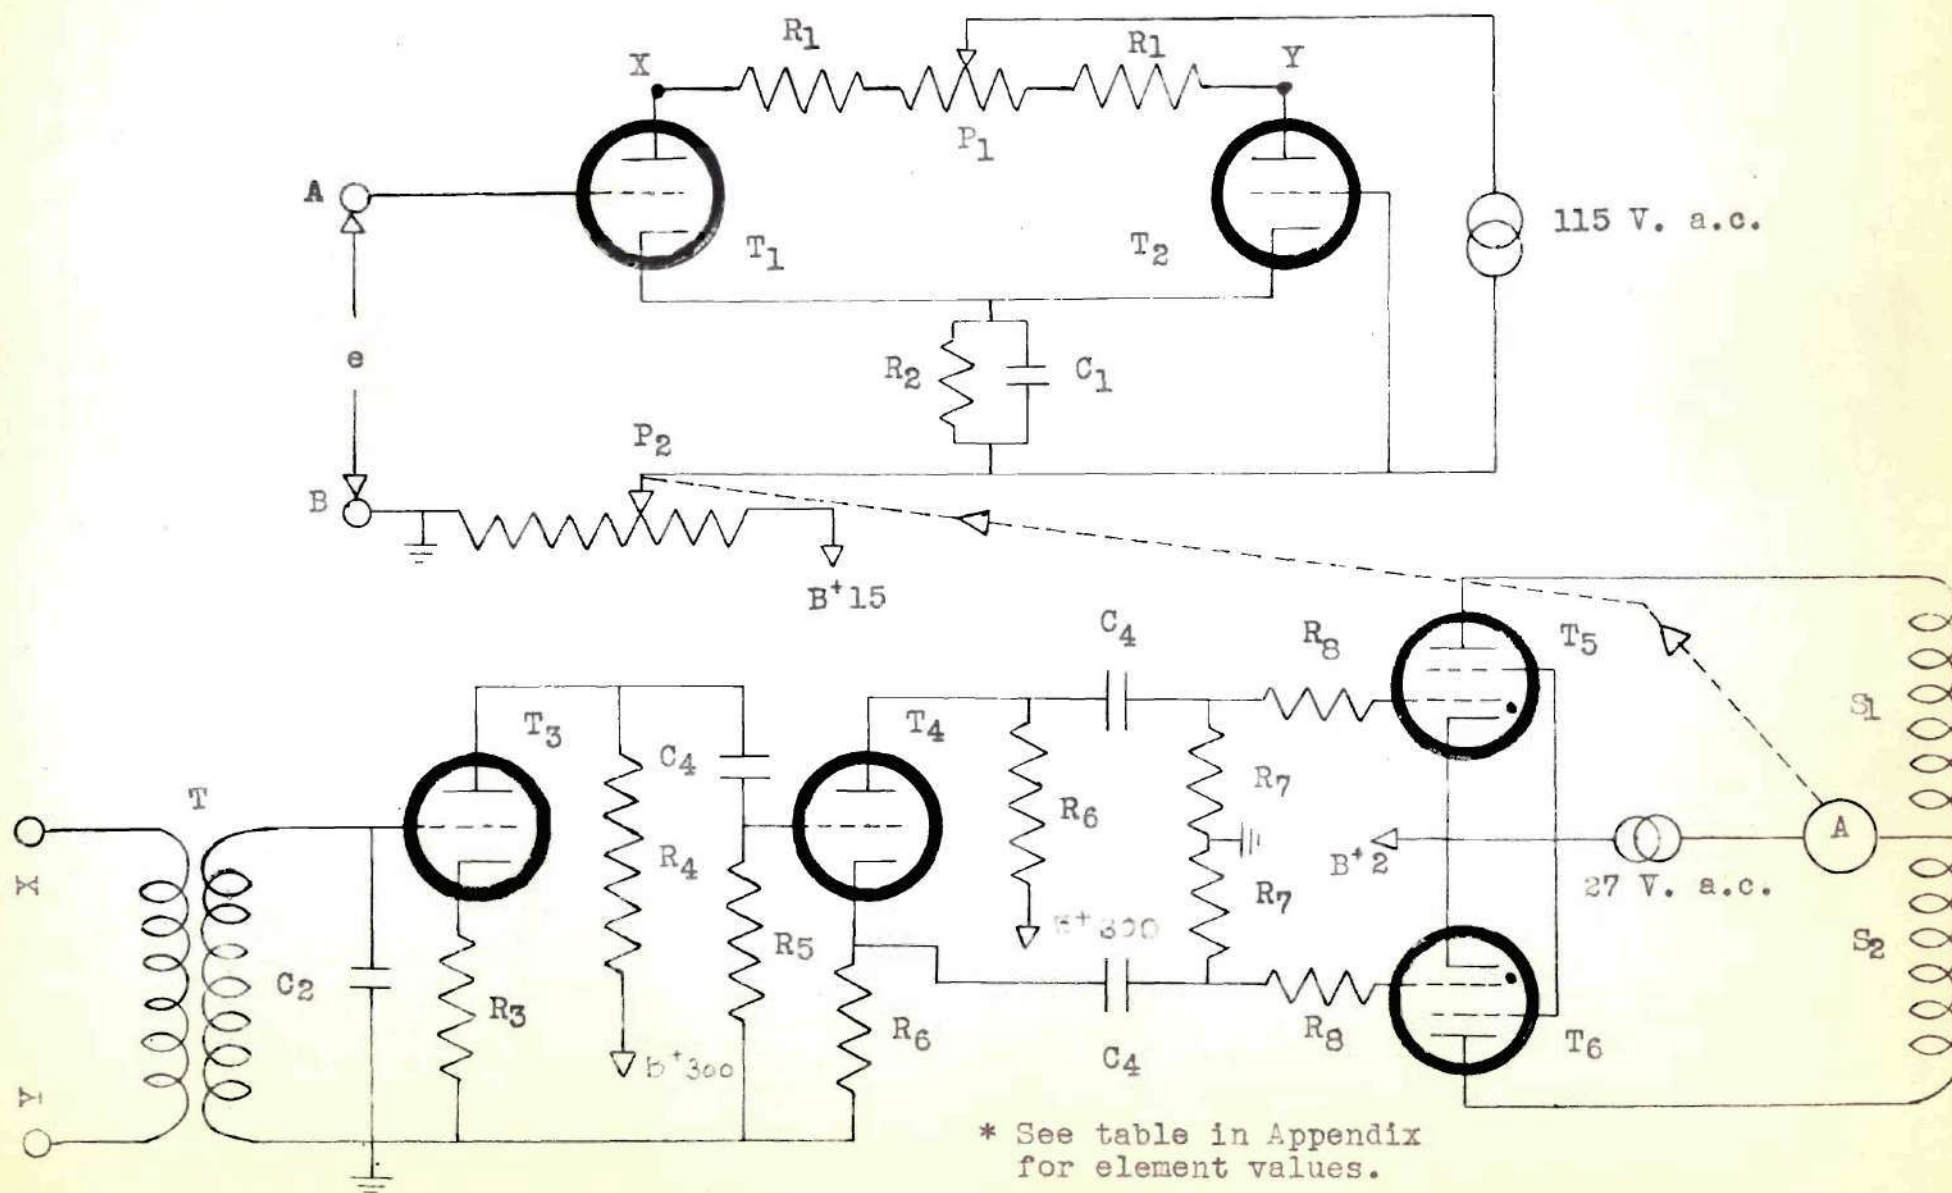 R1
R1
X
Y
P1
A
T1
T2
115 V. a.c.
e
R2
C1
P2
B
B+15
C4
R8
T5
S1
T3
T4
C4
R7
T
R6
A
R4
B+2
27 V. a.c.
X
R7
B+300
R5
S2
C2
R3
R6
R8
T6
B+300
C4
Y
* See table in Appendix
for element values.